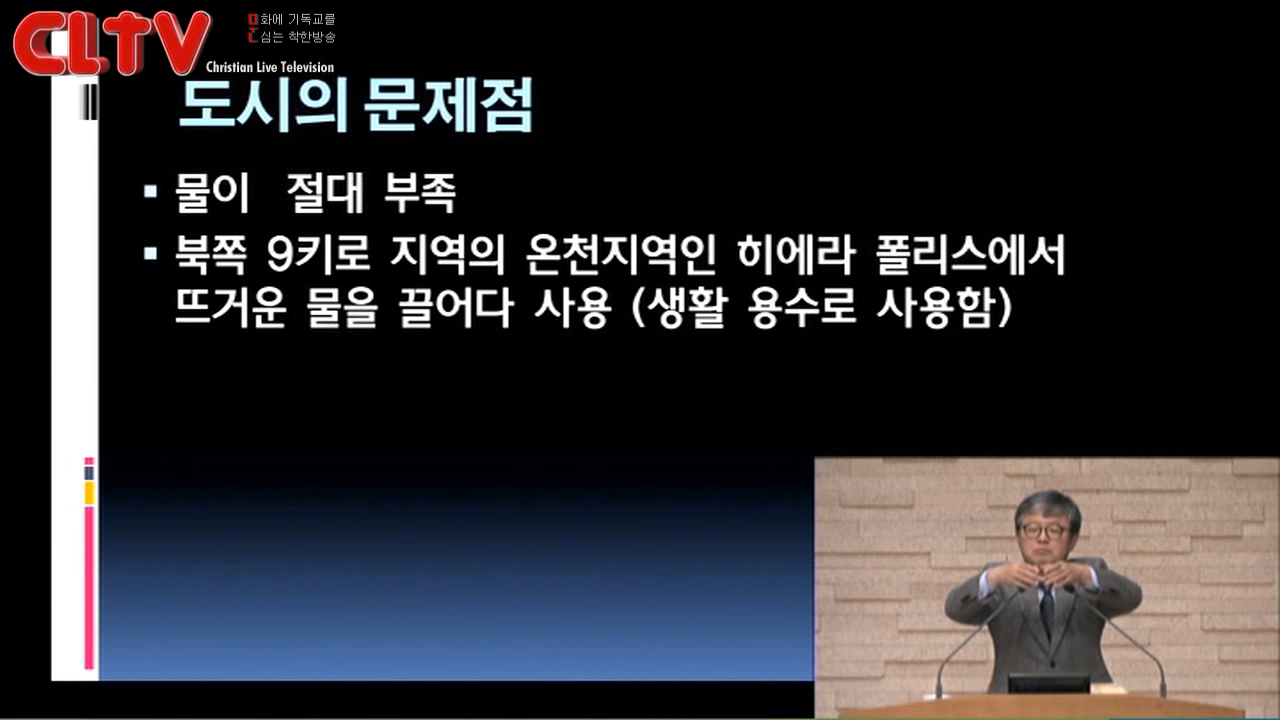 CLTV
문화에 기독교를
심는 착한방송
Christian Live Television
도시의 문제점
▪ 물이 절대 부족
▪ 북쪽 9키로 지역의 온천지역인 히에라 폴리스에서
뜨거운 물을 끌어다 사용 (생활 용수로 사용함)